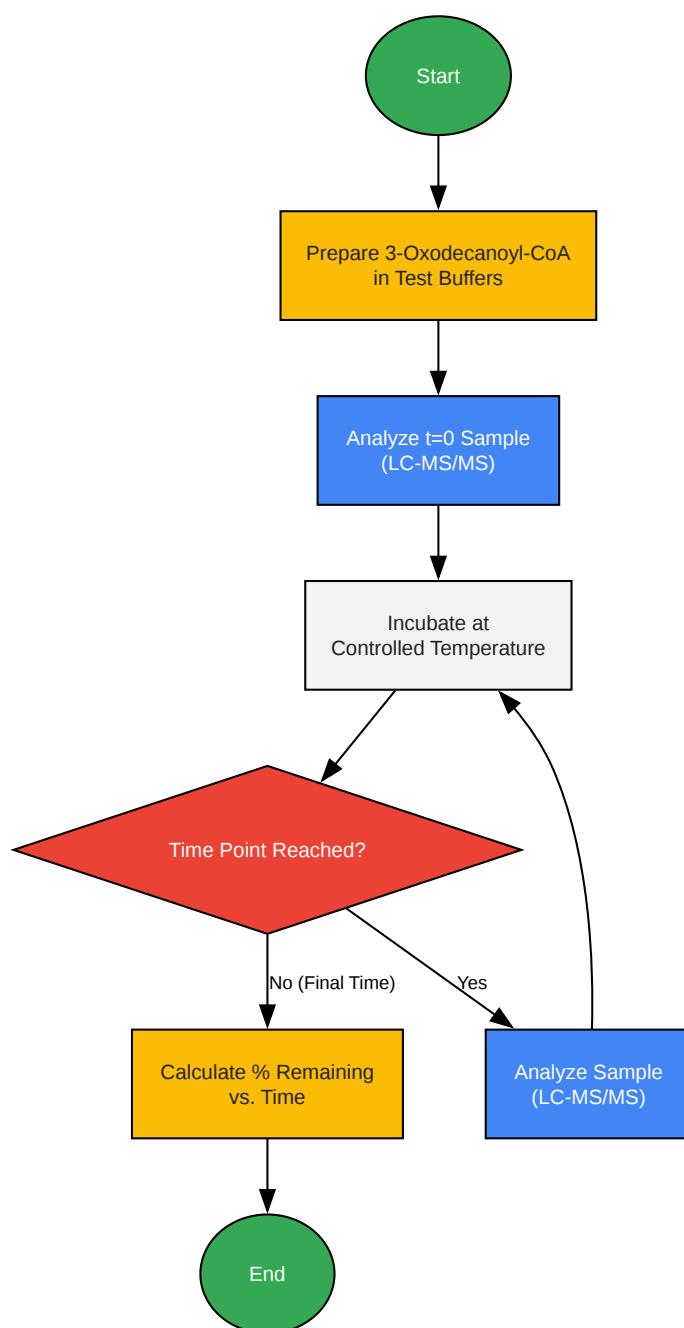 Start
Prepare 3-Oxodecanoyl-CoA
in Test Buffers
Analyze t=0 Sample
(LC-MS/MS)
Incubate at
Controlled Temperature
Time Point Reached?
No (Final Time)
Yes
Calculate % Remaining
vs. Time
Analyze Sample
(LC-MS/MS)
End